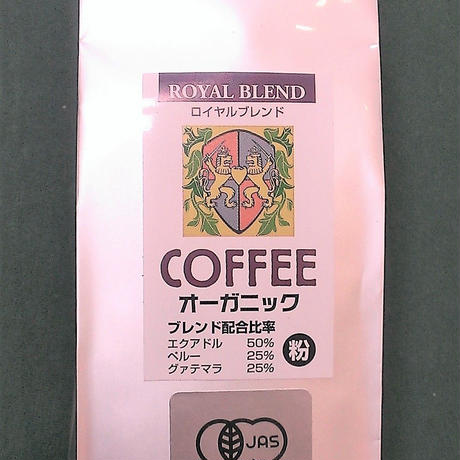 ROYAL BLEND
ロイヤルブレンド
COFFEE
オーガニック
ブレンド配合比率
エクアドル 50%
ペルー 25%
グァテマラ 25%
粉
JAS